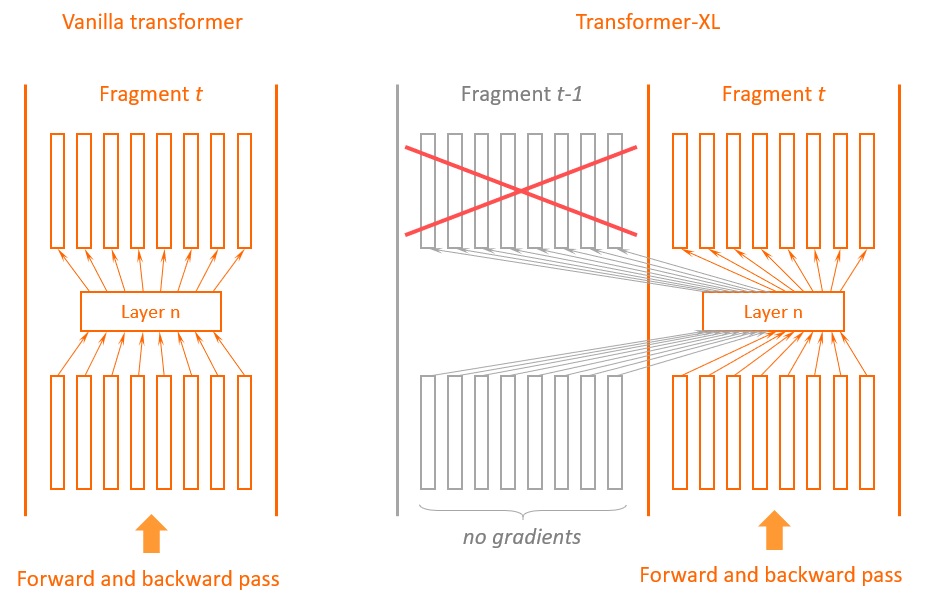 Vanilla transformer
Transformer-XL
Fragment t
Fragment t-1
Fragment t
Layer n
Layer n
no gradients
Forward and backward pass
Forward and backward pass